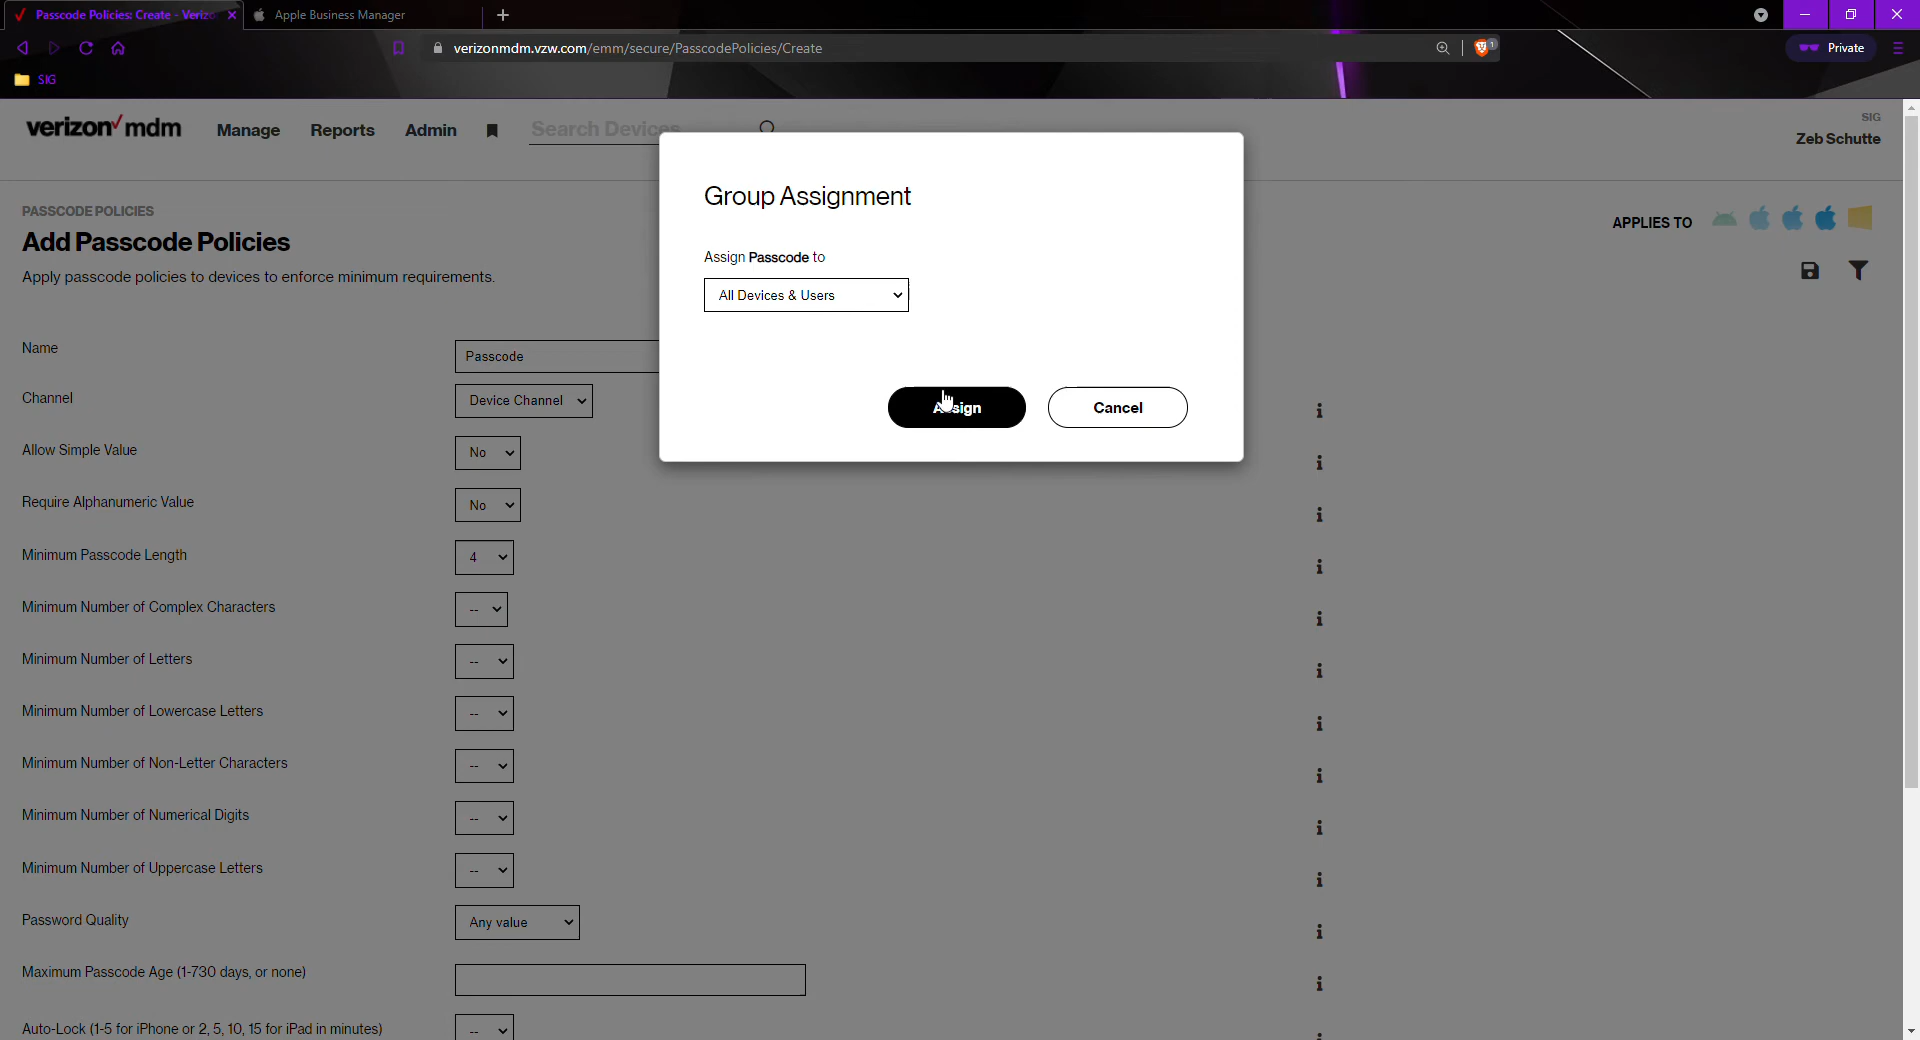 Passcode Policies: Create - Verizo
Apple Business Manager
verizonmdm.vzw.com/emm/secure/PasscodePolicies/Create
1
Private
SIG
verizon mdm
Manage
Reports
Admin
Search Devices
SIG
Zeb Schutte
PASSCODE POLICIES
Add Passcode Policies
Apply passcode policies to devices to enforce minimum requirements.
APPLIES TO
Group Assignment
Assign Passcode to
All Devices & Users
Assign
Cancel
Name
Passcode
Channel
Device Channel
Allow Simple Value
No
Require Alphanumeric Value
No
Minimum Passcode Length
4
Minimum Number of Complex Characters
--
Minimum Number of Letters
--
Minimum Number of Lowercase Letters
--
Minimum Number of Non-Letter Characters
--
Minimum Number of Numerical Digits
--
Minimum Number of Uppercase Letters
--
Password Quality
Any value
Maximum Passcode Age (1-730 days, or none)
Auto-Lock (1-5 for iPhone or 2, 5, 10, 15 for iPad in minutes)
--